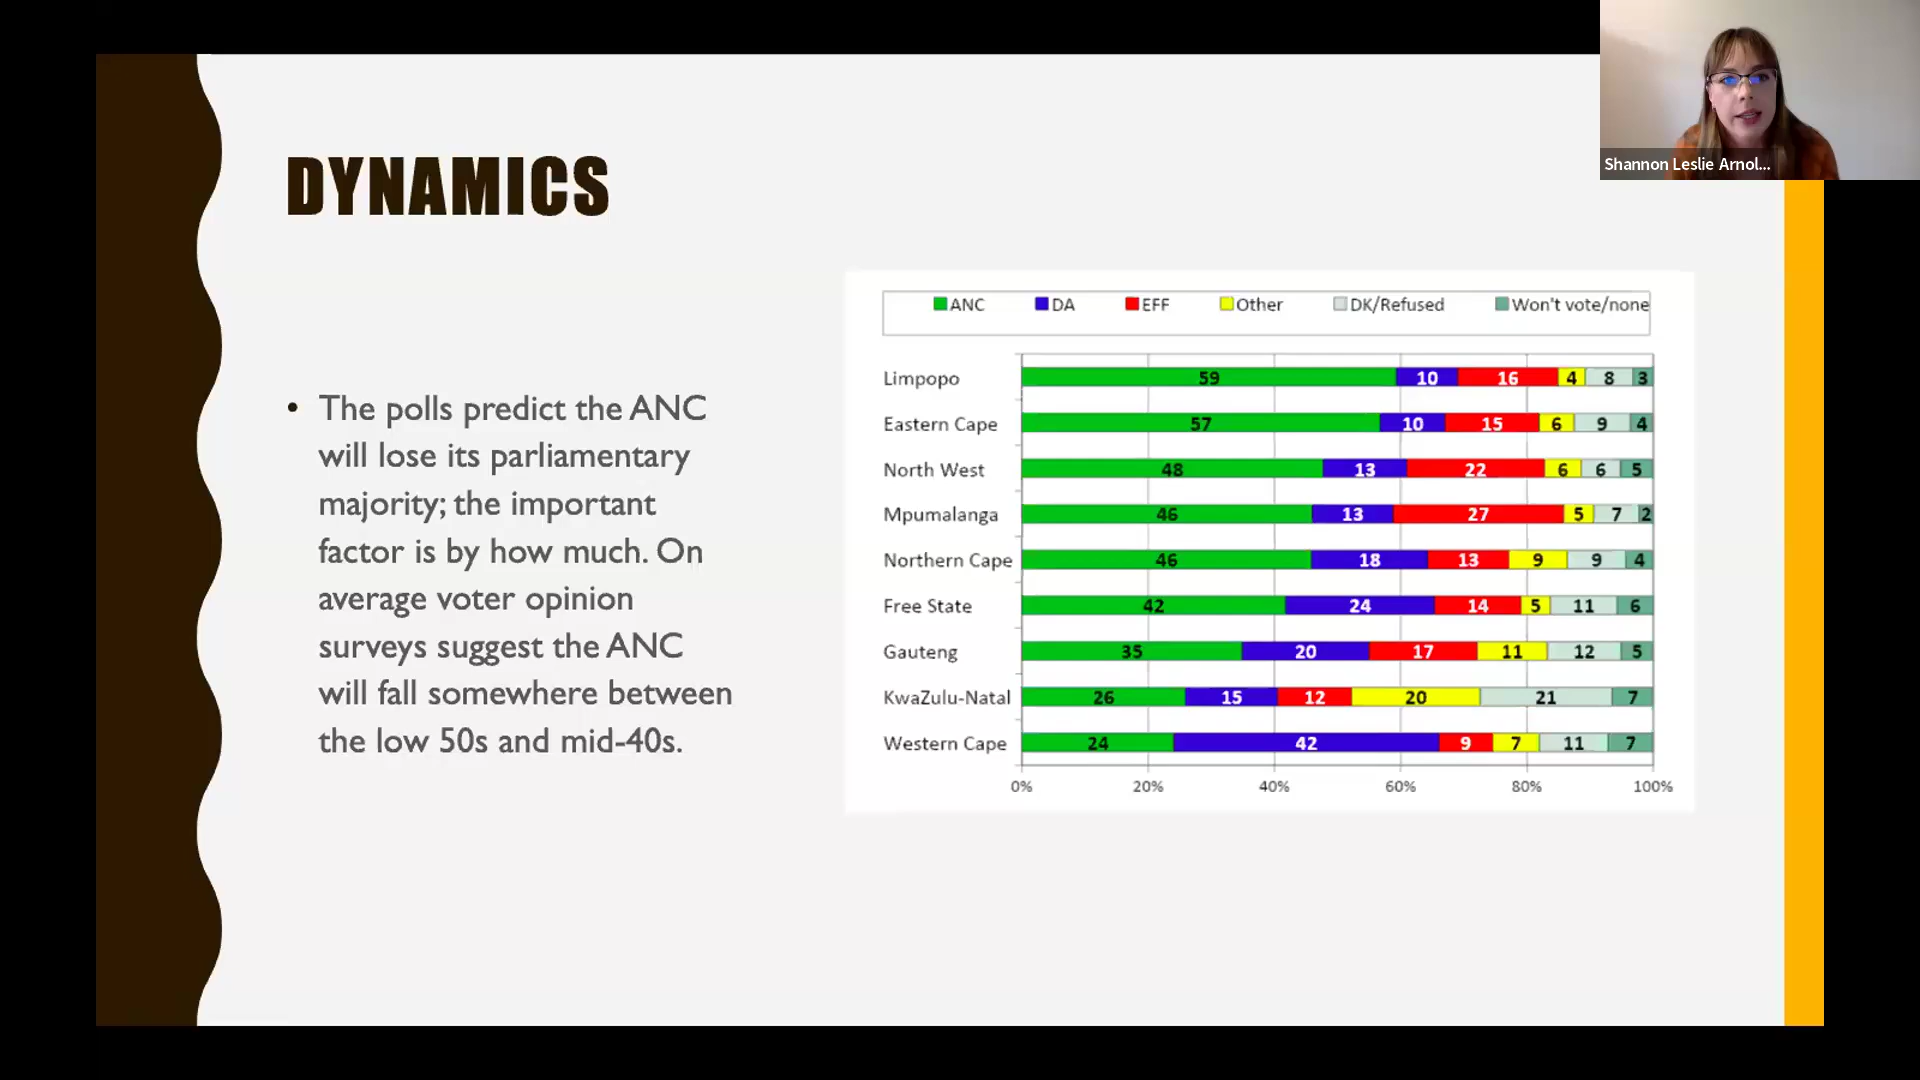 Shannon Leslie Arnol...
DYNAMICS
• The polls predict the ANC
will lose its parliamentary
majority; the important
factor is by how much. On
average voter opinion
surveys suggest the ANC
will fall somewhere between
the low 50s and mid-40s.
ANC DA EFF Other DK/Refused Won't vote/none
Limpopo 59 10 16 4 8 3
Eastern Cape 57 10 15 6 9 4
North West 48 13 22 6 6 5
Mpumalanga 46 13 27 5 7 2
Northern Cape 46 18 13 9 9 4
Free State 42 24 14 5 11 6
Gauteng 35 20 17 11 12 5
KwaZulu-Natal 26 15 12 20 21 7
Western Cape 24 42 9 7 11 7
0% 20% 40% 60% 80% 100%